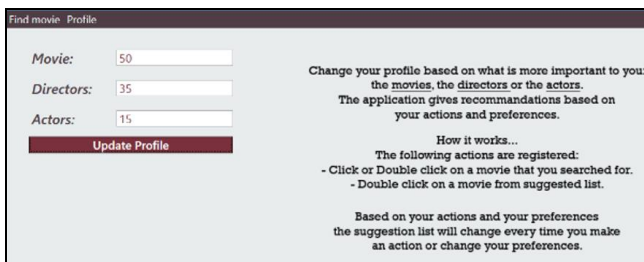 Find movie Profile
Movie: 50
Directors: 35
Actors: 15
Update Profile
Change your profile based on what is more important to your
the movies, the directors or the actors.
The application gives recommandations based on
your actions and preferences.
How it works...
The following actions are registered:
- Click or Double click on a movie that you searched for.
- Double click on a movie from suggested list.
Based on your actions and your preferences
the suggestion list will change every time you make
an action or change your preferences.